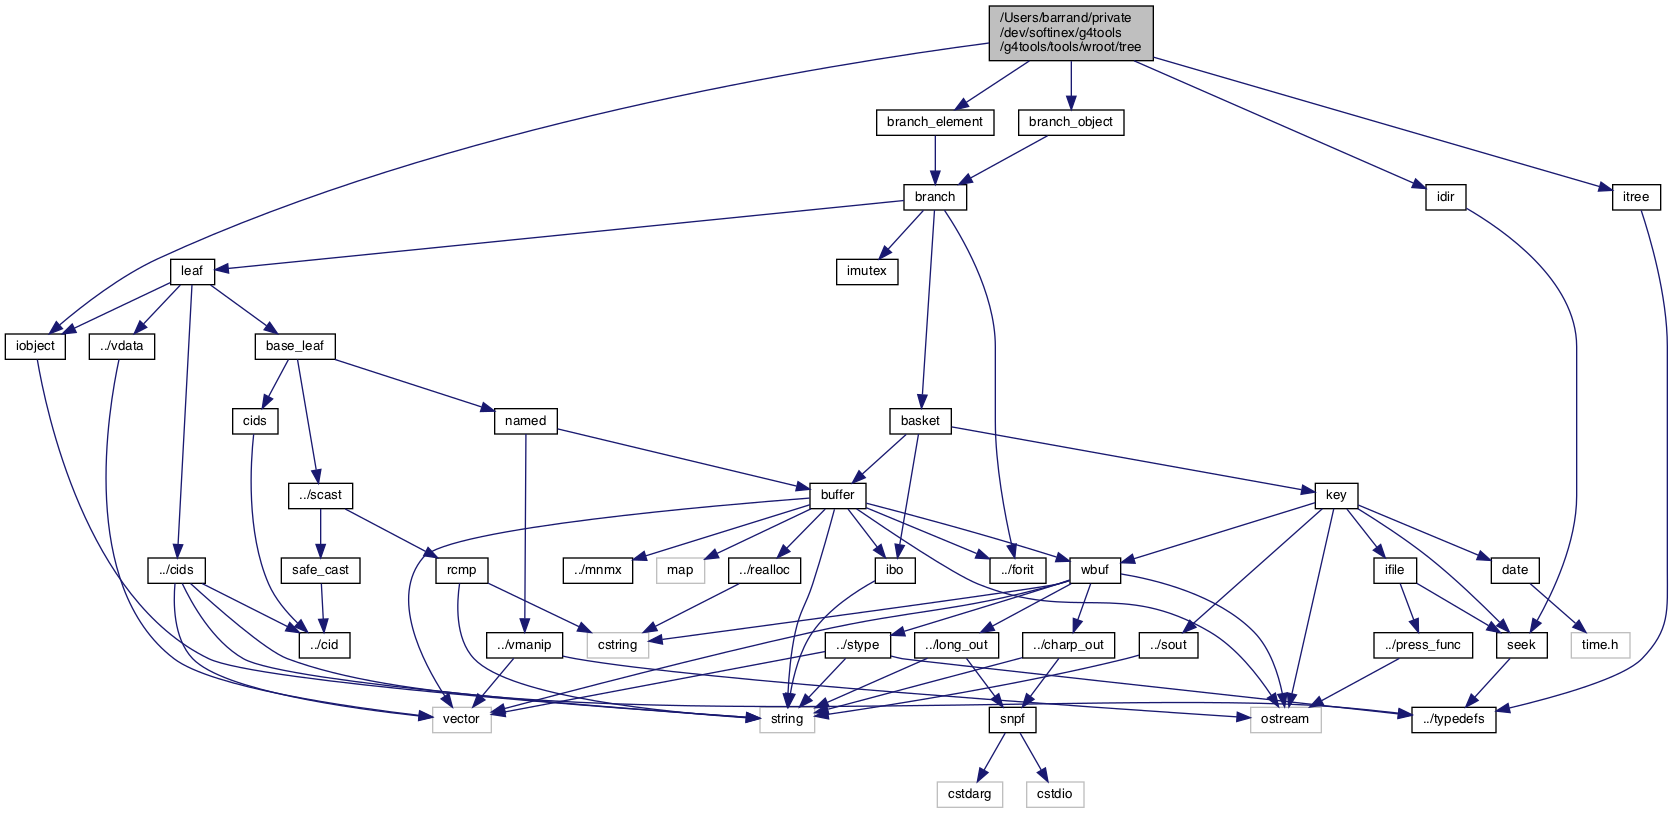 /Users/barrand/private
/dev/softinex/g4tools
/g4tools/tools/wroot/tree
branch_element
branch_object
branch
idir
itree
leaf
imutex
iobject
../vdata
base_leaf
cids
named
basket
../scast
buffer
key
../cids
safe_cast
rcmp
../mnmx
map
../realloc
ibo
../forit
wbuf
ifile
date
../cid
../vmanip
cstring
../stype
../long_out
../charp_out
../sout
../press_func
seek
time.h
vector
string
snpf
ostream
../typedefs
cstdarg
cstdio